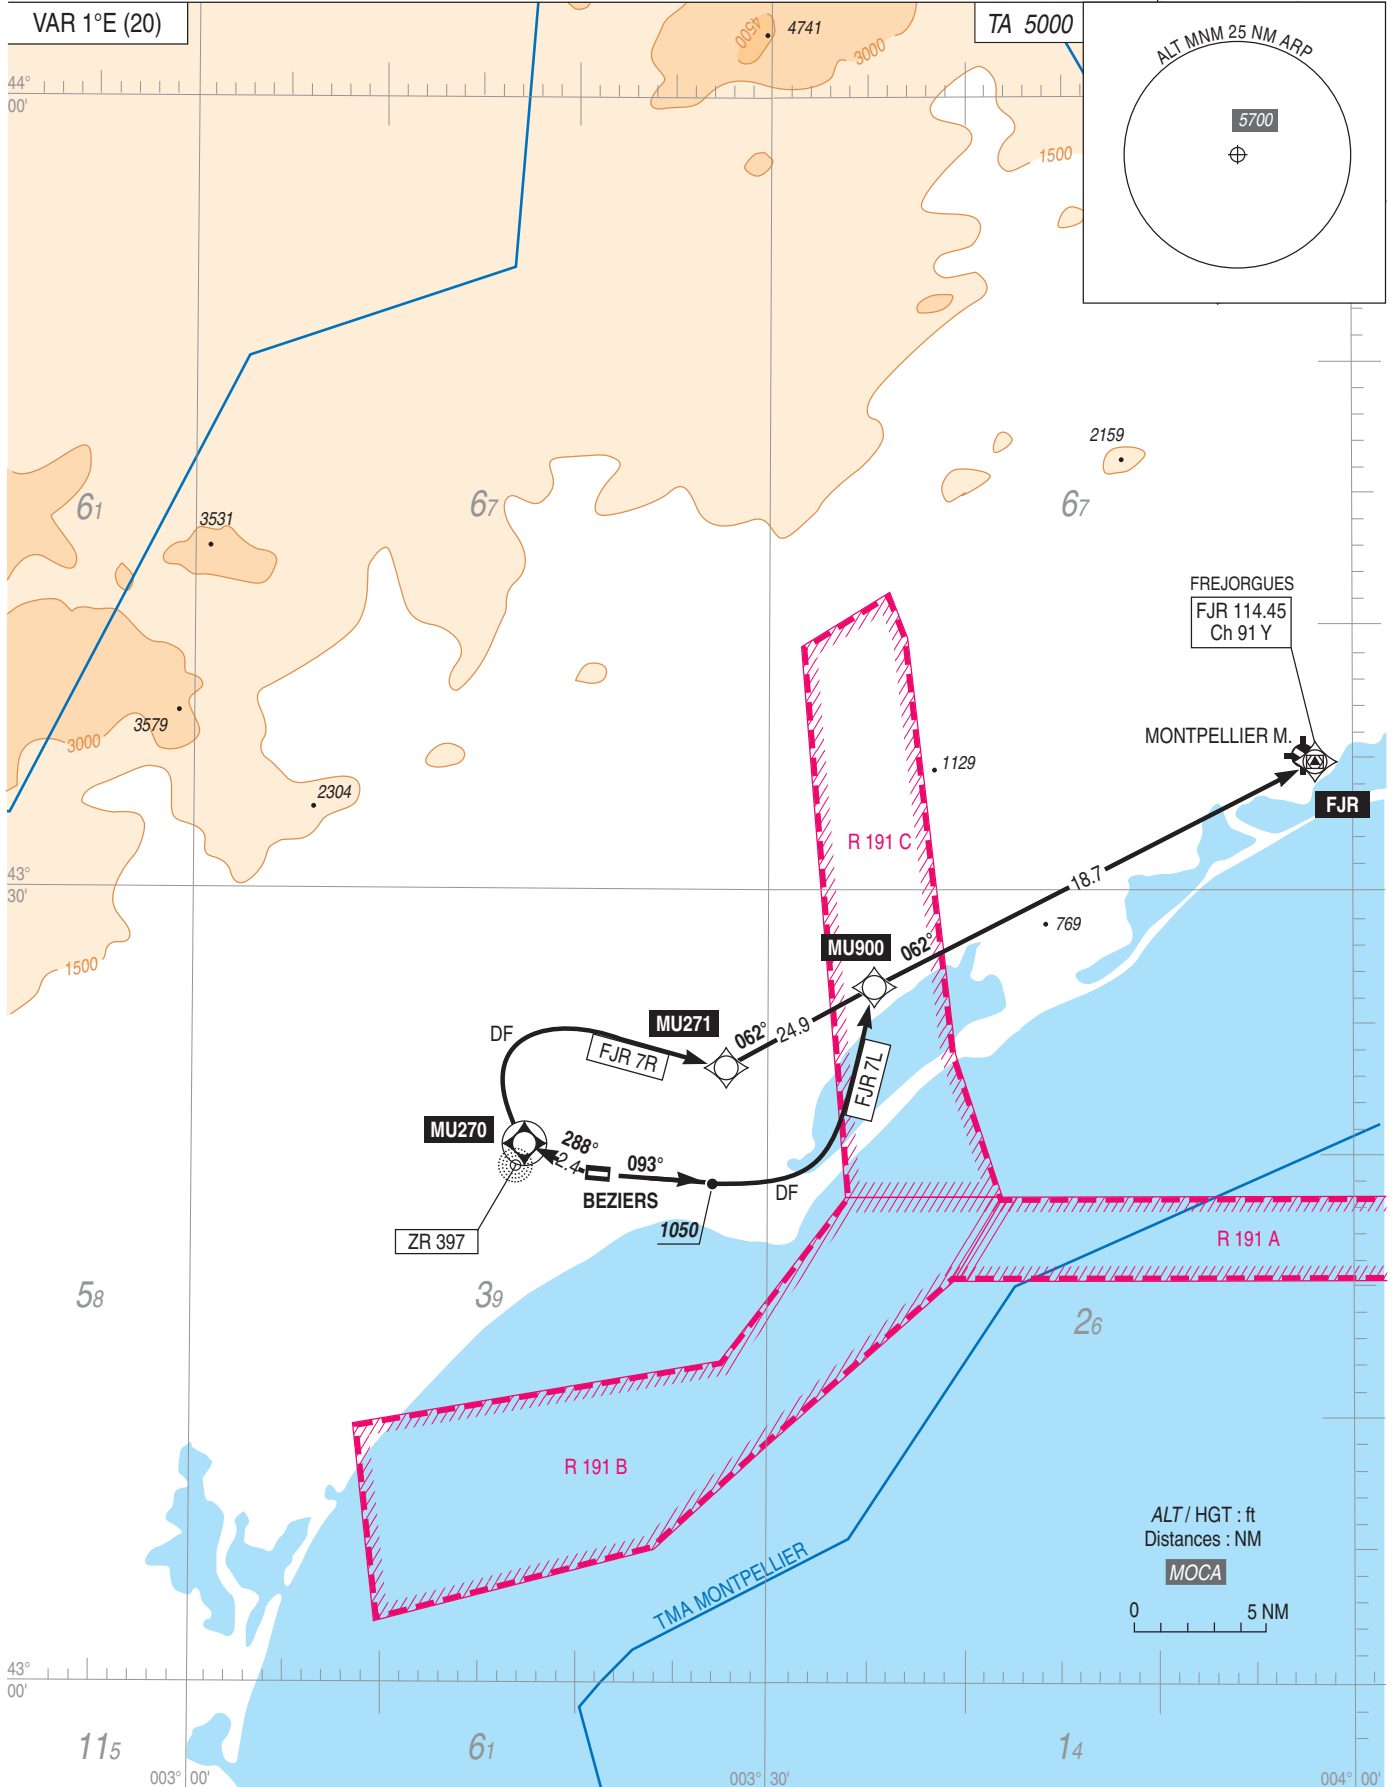 VAR 1°E (20)
4500
4741
3000
TA 5000
ALT MNM 25 NM ARP
5700
44°
00'
1500
2159
61
67
67
3531
FREJORGUES
FJR 114.45
Ch 91 Y
3579
3000
MONTPELLIER M.
1129
2304
FJR
R 191 C
43°
30'
18.7
769
MU900
062°
1500
MU271
DF
062°
24.9
FJR 7R
FJR 7L
MU270
288°
2.4
093°
BEZIERS
DF
1050
ZR 397
R 191 A
58
39
26
R 191 B
ALT / HGT : ft
Distances : NM
MOCA
TMA MONTPELLIER
0 5 NM
43°
00'
115
61
14
003° 00'
003° 30'
004° 00'